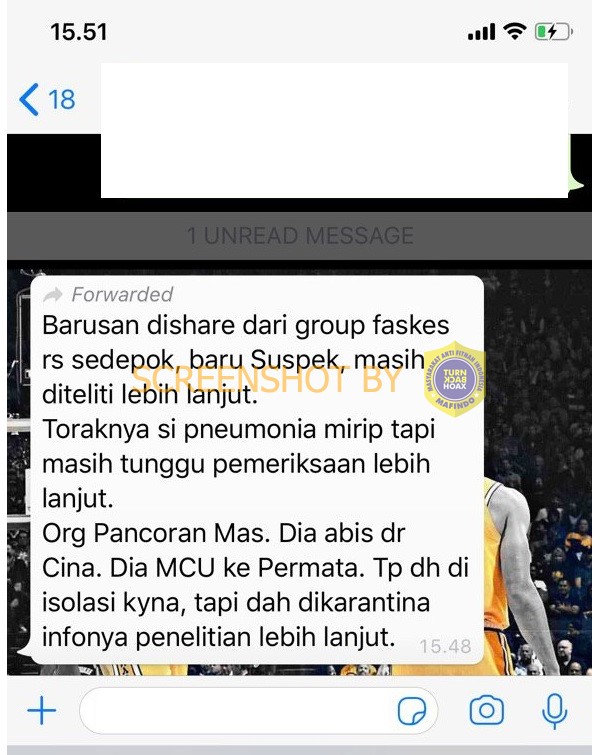 15.51
18
1 UNREAD MESSAGE
Forwarded
Barusan dishare dari group faskes
rs sedepok, baru Suspek, masih
diteliti lebih lanjut.
SCREENSHOT BY
MASYARAKAT ANTI FITNAH INDONESIA
TURN
BACK
HOAX
MAFINDO
Toraknya si pneumonia mirip tapi
masih tunggu pemeriksaan lebih
lanjut.
Org Pancoran Mas. Dia abis dr
Cina. Dia MCU ke Permata. Tp dh di
isolasi kyna, tapi dah dikarantina
infonya penelitian lebih lanjut.
15.48